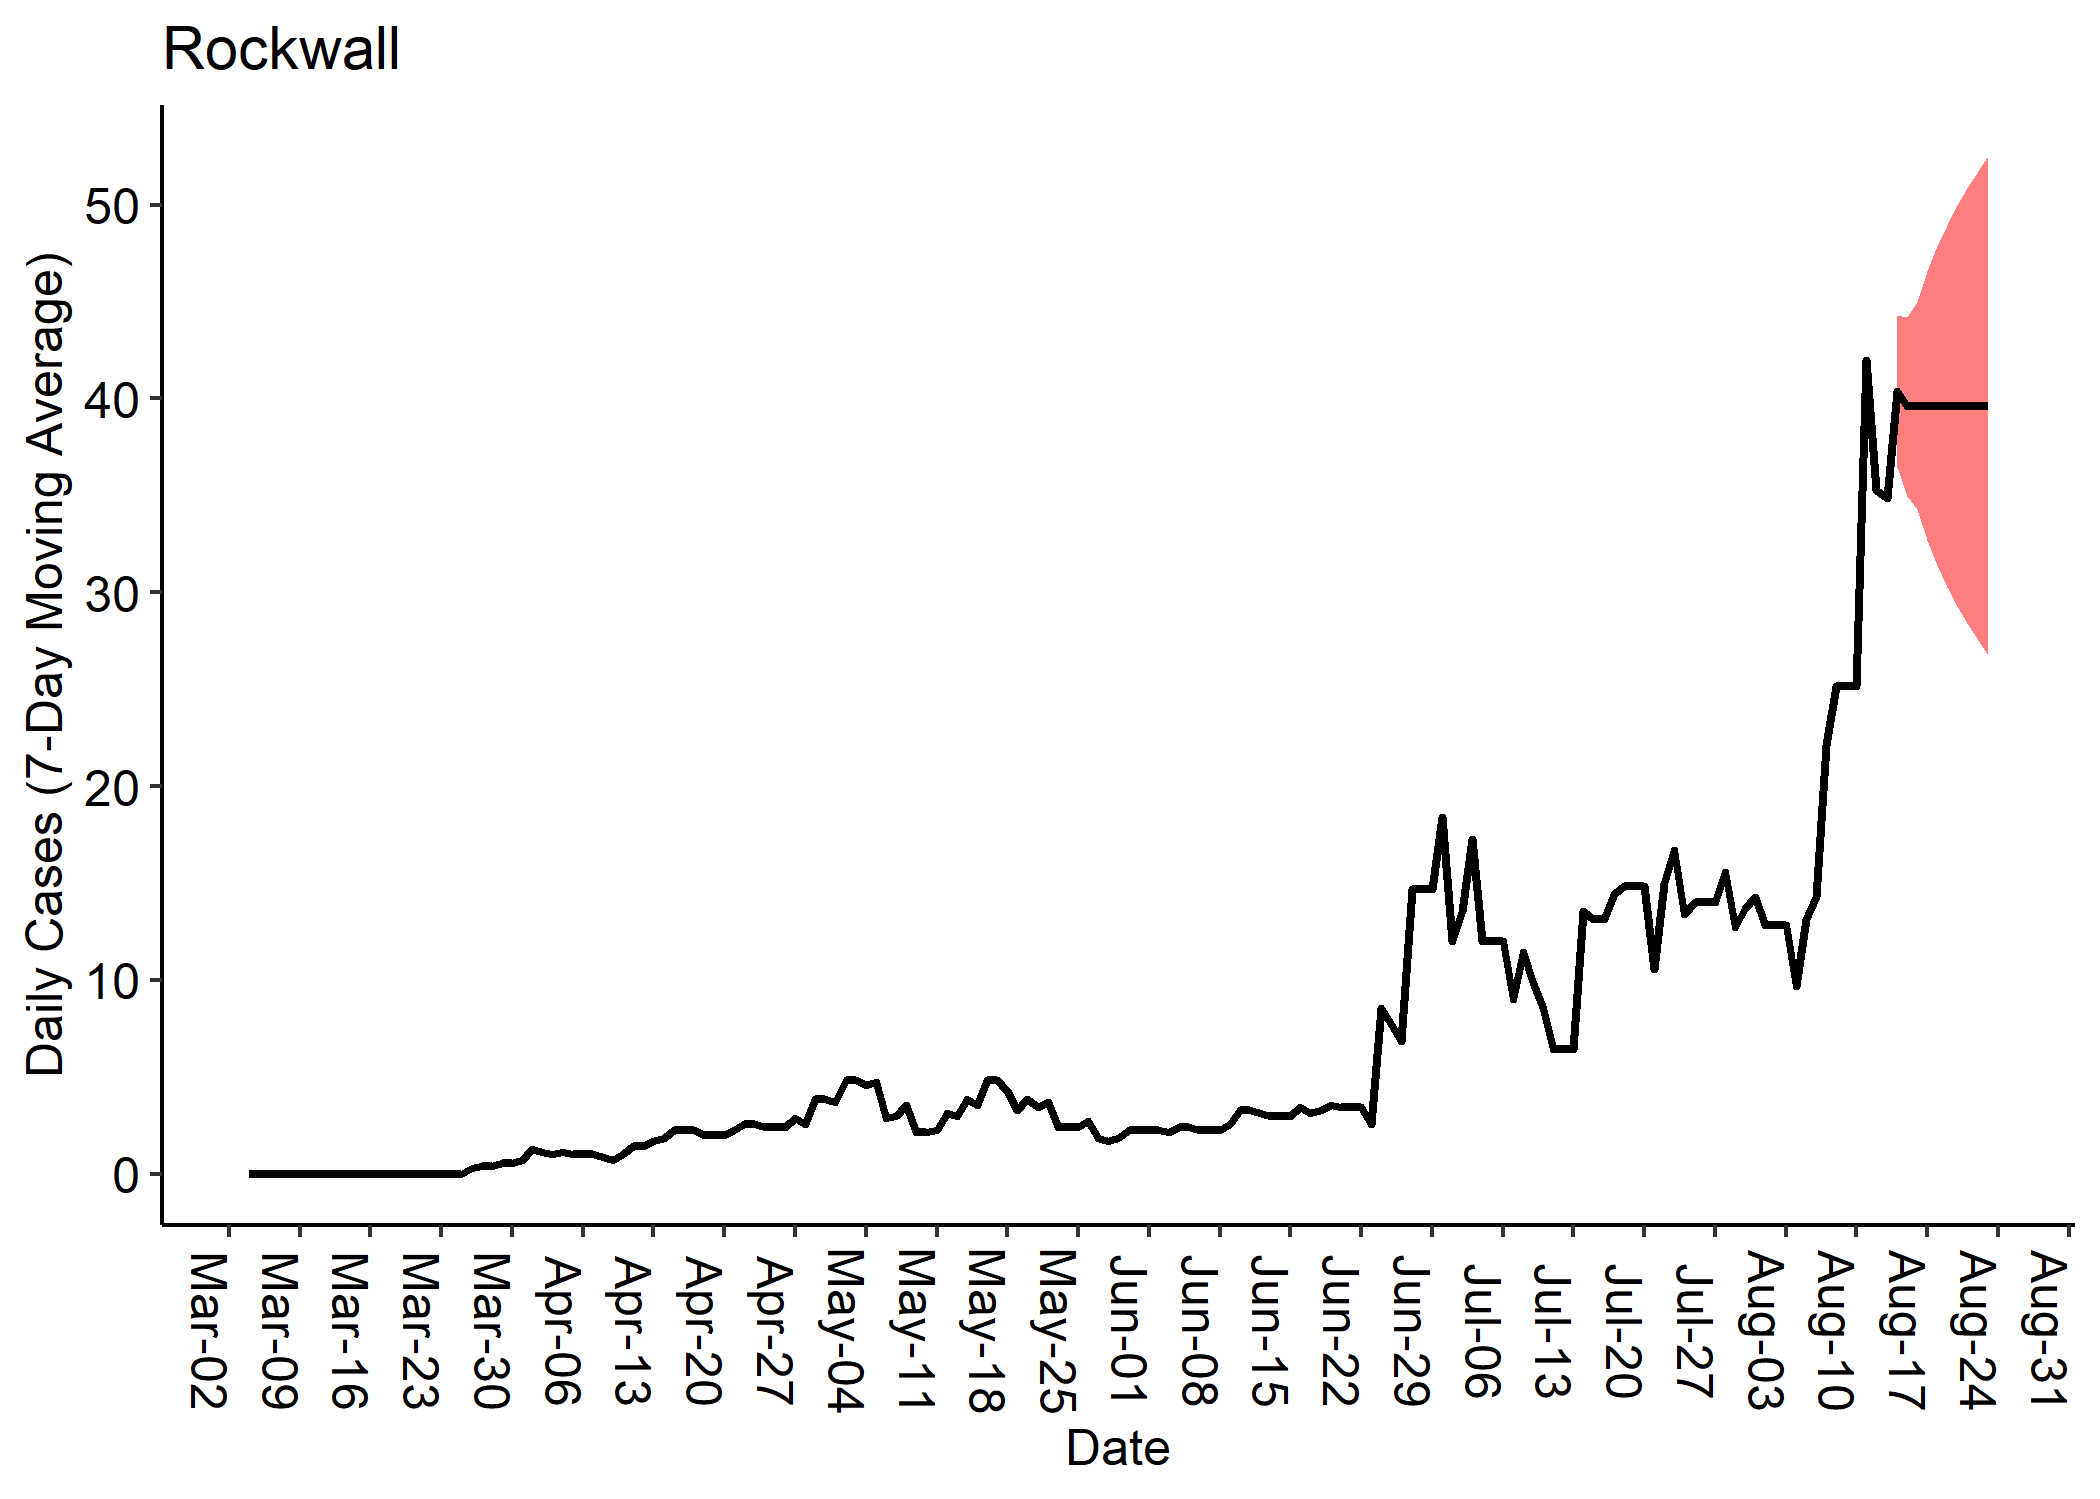 Rockwall
Daily Cases (7-Day Moving Average)
50
40
30
20
10
0
Mar-02
Mar-09
Mar-16
Mar-23
Mar-30
Apr-06
Apr-13
Apr-20
Apr-27
May-04
May-11
May-18
May-25
Jun-01
Jun-08
Jun-15
Jun-22
Jun-29
Jul-06
Jul-13
Jul-20
Jul-27
Aug-03
Aug-10
Aug-17
Aug-24
Aug-31
Date